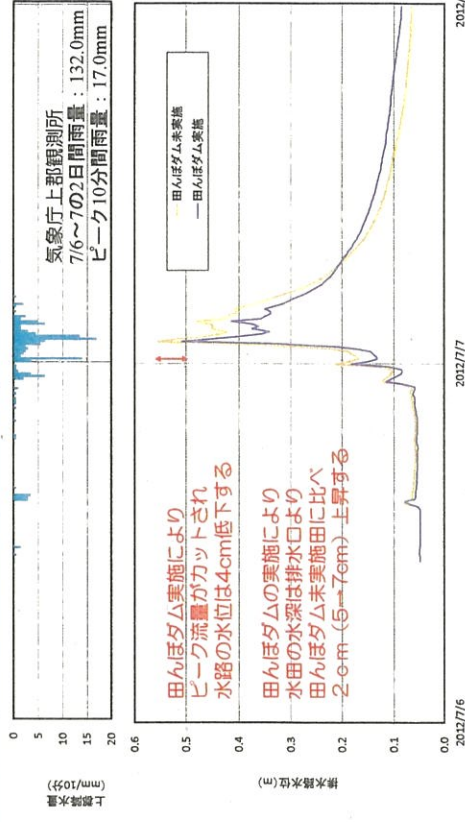 上郡降水量
(mm/10分)
0
5
10
15
20
気象庁上郡観測所
7/6～7の2日間雨量：132.0mm
ピーク10分間雨量：17.0mm
排水路水位(m)
0.6
0.5
0.4
0.3
0.2
0.1
田んぼダム未実施
田んぼダム実施
田んぼダム実施により
ピーク流量がカットされ
水路の水位は4cm低下する
田んぼダムの実施により
水田の水深は排水口より
田んぼダム未実施田に比べ
2cm（5→7cm）上昇する
2012/7/6
2012/7/7